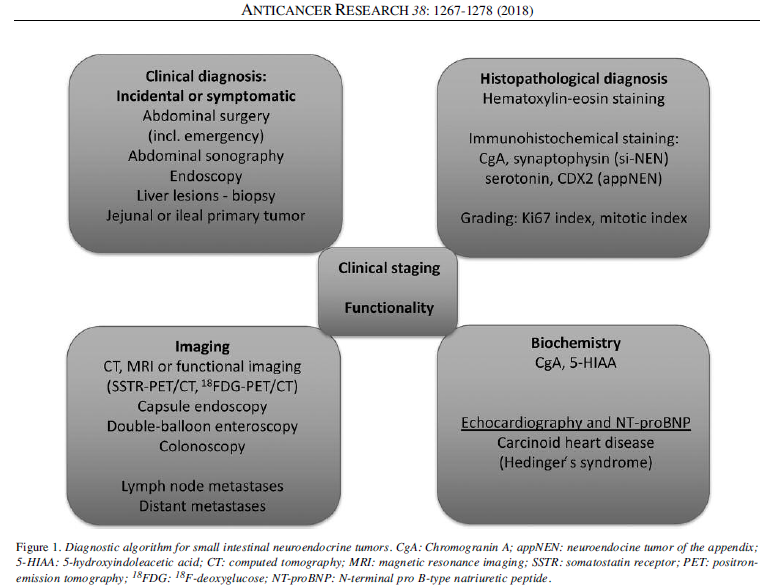 ANTICANCER RESEARCH 38: 1267-1278 (2018)
Clinical diagnosis:
Incidental or symptomatic
Abdominal surgery
(incl. emergency)
Abdominal sonography
Endoscopy
Liver lesions - biopsy
Jejunal or ileal primary tumor
Histopathological diagnosis
Hematoxylin-eosin staining
Immunohistochemical staining:
CgA, synaptophysin (si-NEN)
serotonin, CDX2 (appNEN)
Grading: Ki67 index, mitotic index
Clinical staging
Functionality
Imaging
CT, MRI or functional imaging
(SSTR-PET/CT, ¹⁸FDG-PET/CT)
Capsule endoscopy
Double-balloon enteroscopy
Colonoscopy
Lymph node metastases
Distant metastases
Biochemistry
CgA, 5-HIAA
Echocardiography and NT-proBNP
Carcinoid heart disease
(Hedinger´s syndrome)
Figure 1. Diagnostic algorithm for small intestinal neuroendocrine tumors. CgA: Chromogranin A; appNEN: neuroendocine tumor of the appendix;
5-HIAA: 5-hydroxyindoleacetic acid; CT: computed tomography; MRI: magnetic resonance imaging; SSTR: somatostatin receptor; PET: positron-
emission tomography; ¹⁸FDG: ¹⁸F-deoxyglucose; NT-proBNP: N-terminal pro B-type natriuretic peptide.